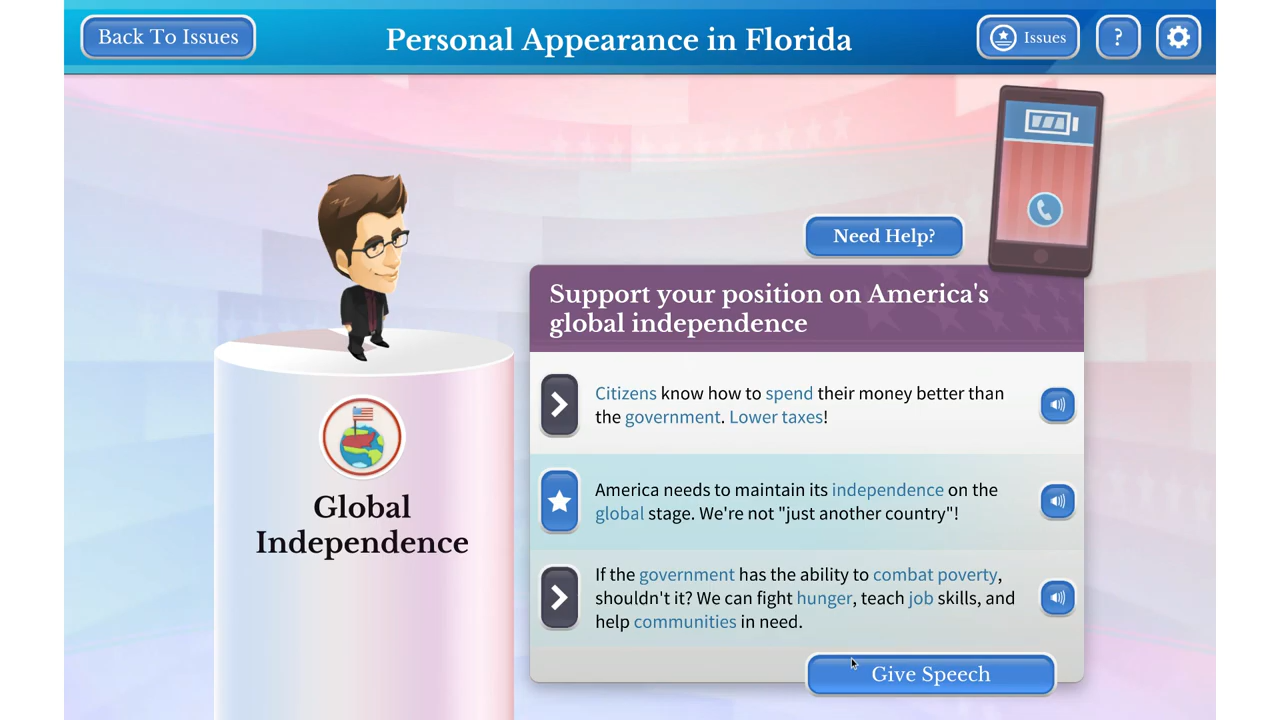 Back To Issues
Personal Appearance in Florida
Issues
?
Need Help?
Support your position on America's
global independence
Citizens know how to spend their money better than
the government. Lower taxes!
America needs to maintain its independence on the
global stage. We're not "just another country"!
If the government has the ability to combat poverty,
shouldn't it? We can fight hunger, teach job skills, and
help communities in need.
Give Speech
Global
Independence